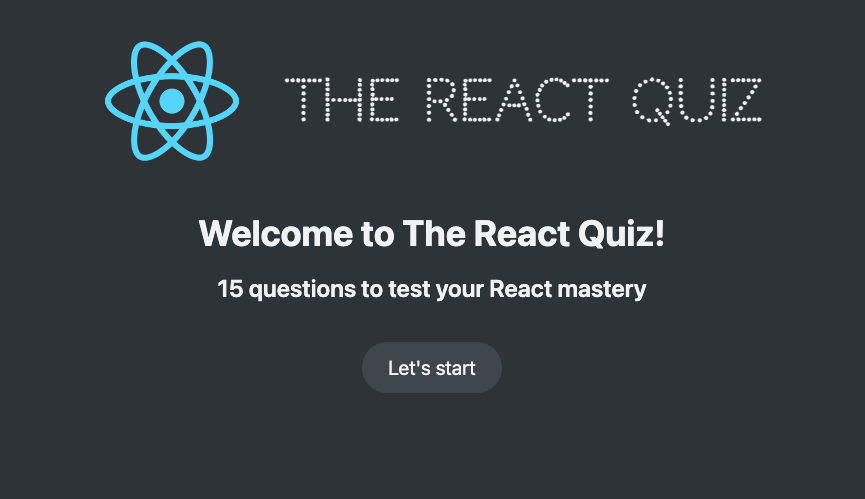 THE REACT QUIZ
Welcome to The React Quiz!
15 questions to test your React mastery
Let's start